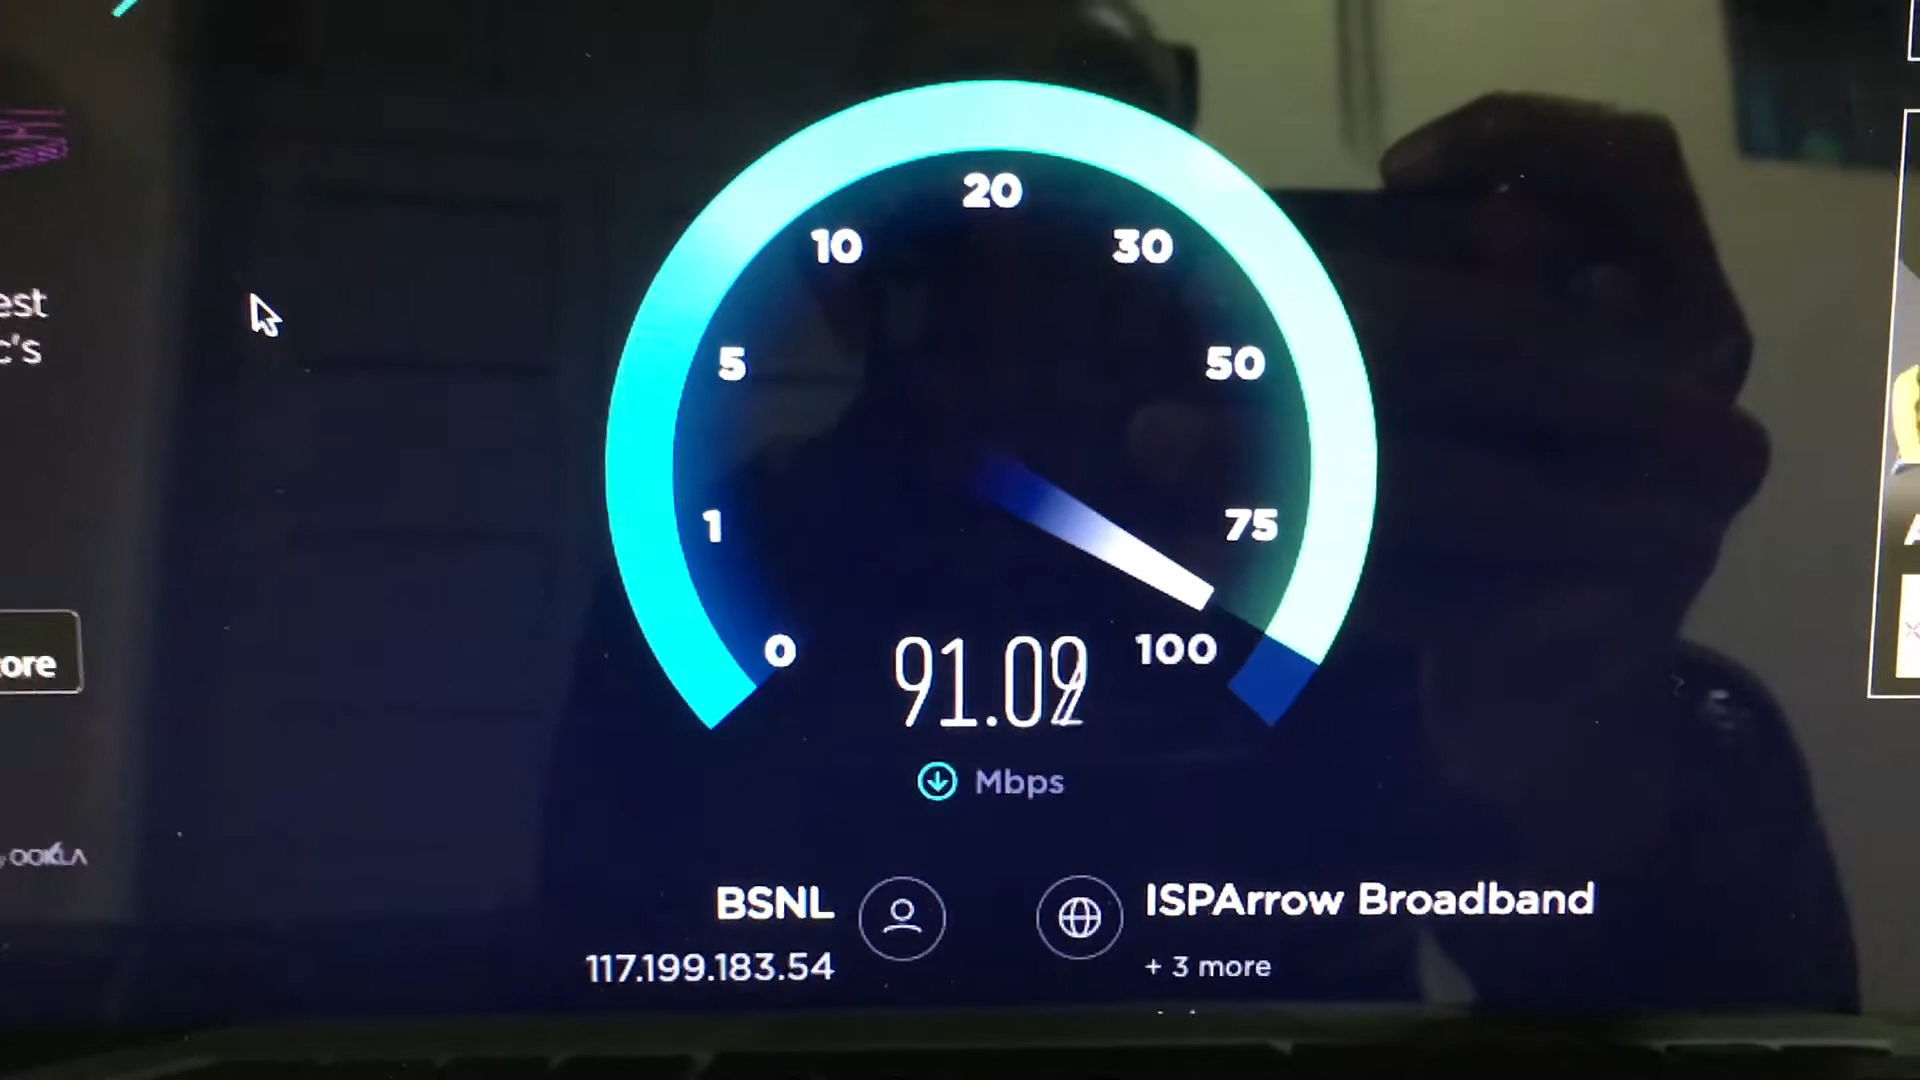 est
c's
ore
y OOKLA
20
10
30
5
50
1
75
0
100
91.0
Mbps
BSNL
117.199.183.54
ISPArrow Broadband
+ 3 more